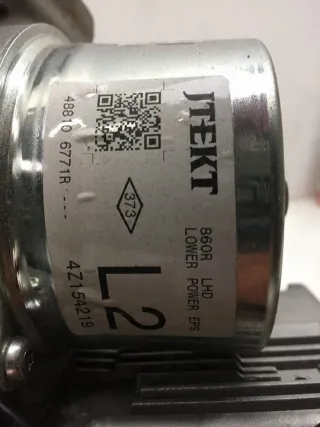 JTEKT
860R LHD
LOWER POWER EPS
373
L2
48810 6771R ---
4Z154219